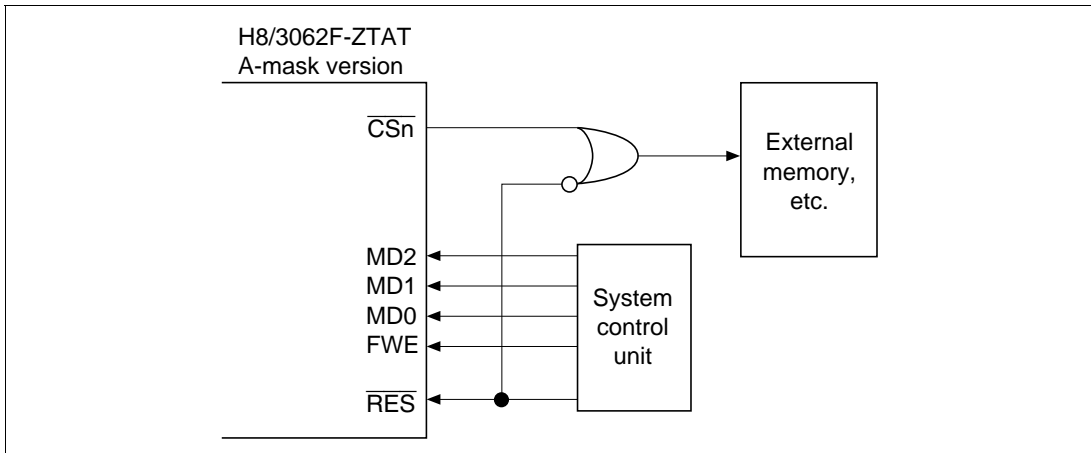 H8/3062F-ZTAT
A-mask version
CSn
External
memory,
etc.
MD2
MD1
MD0
FWE
RES
System
control
unit